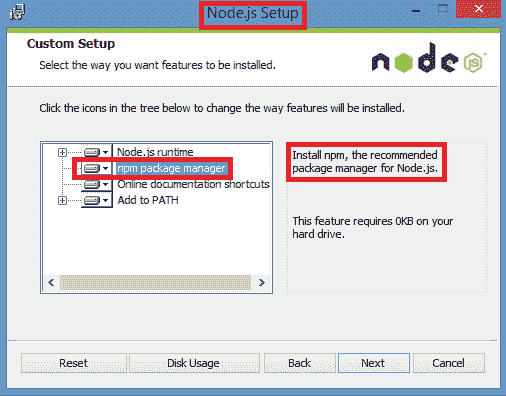 Node.js Setup
Custom Setup
Select the way you want features to be installed.
node
JS
Click the icons in the tree below to change the way features will be installed.
Node.js runtime
npm package manager
Online documentation shortcuts
Add to PATH
Install npm, the recommended
package manager for Node.js.
This feature requires 0KB on your
hard drive.
Reset
Disk Usage
Back
Next
Cancel